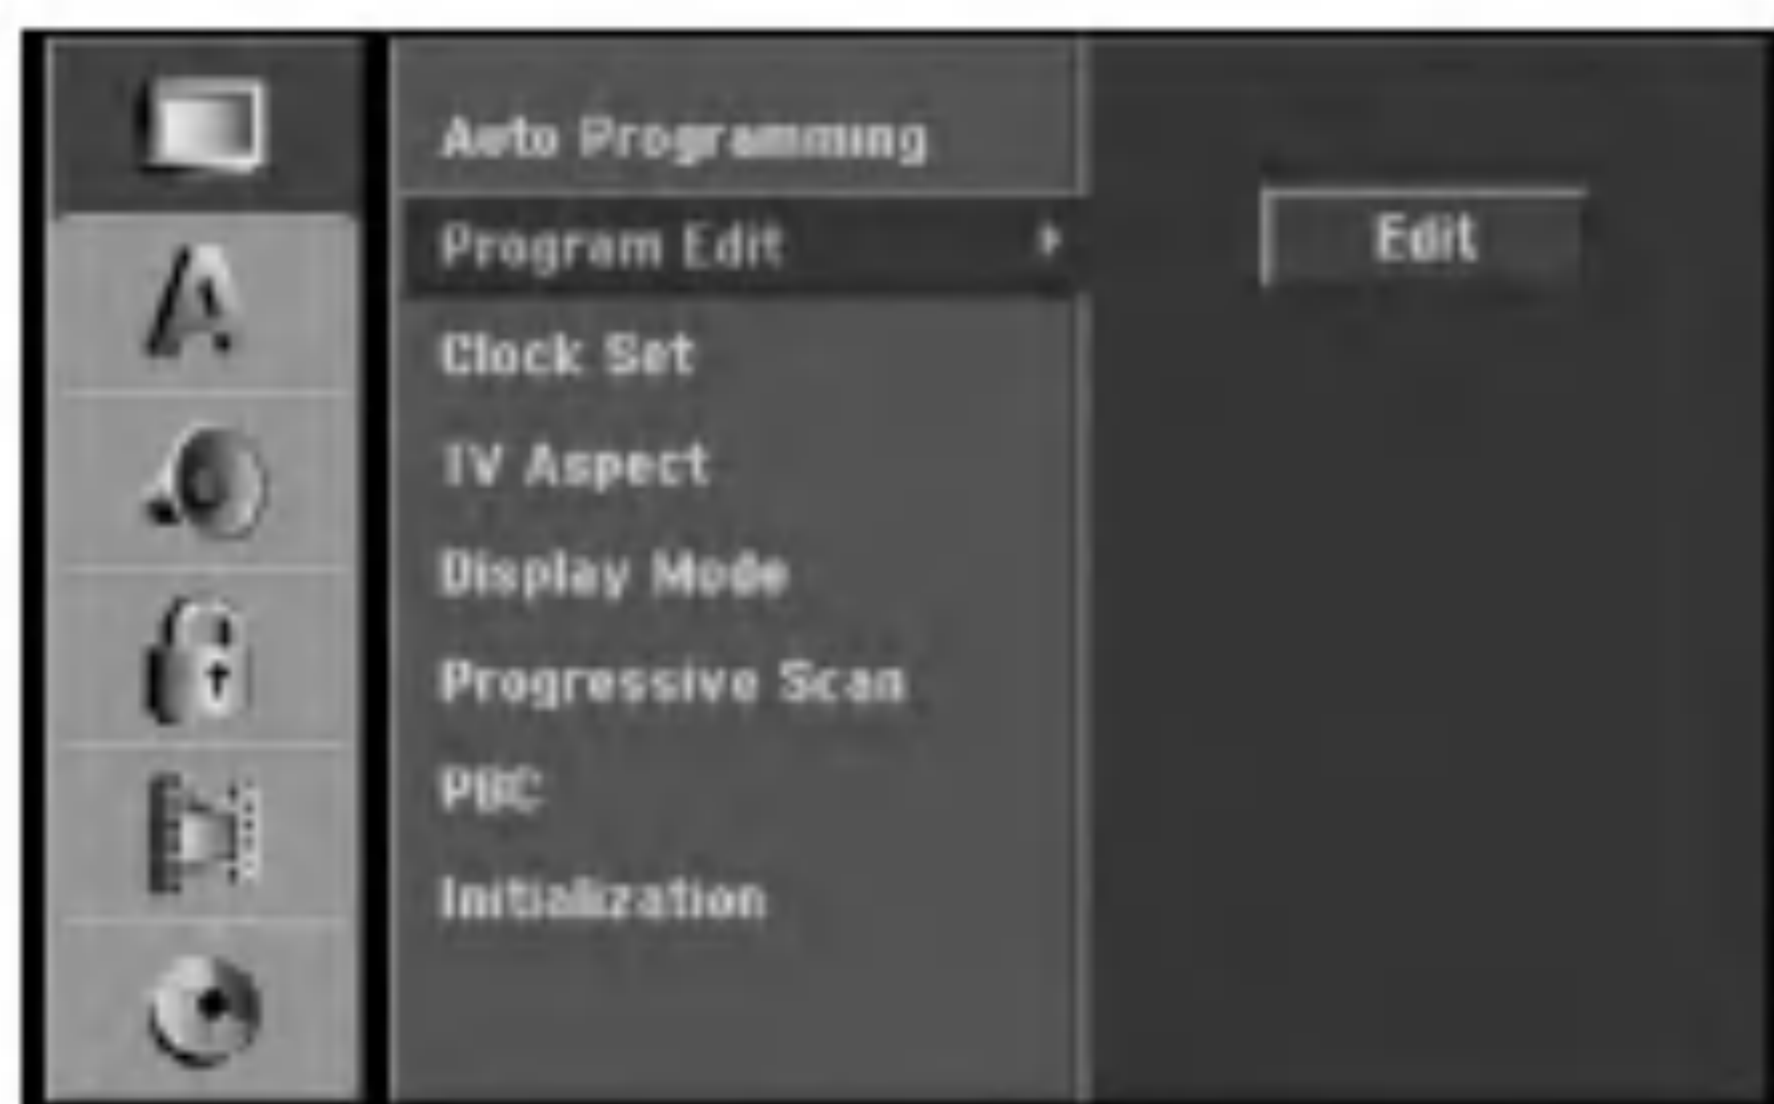 Auto Programming
Program Edit
Edit
Clock Set
TV Aspect
Display Mode
Progressive Scan
PBC
Initialization